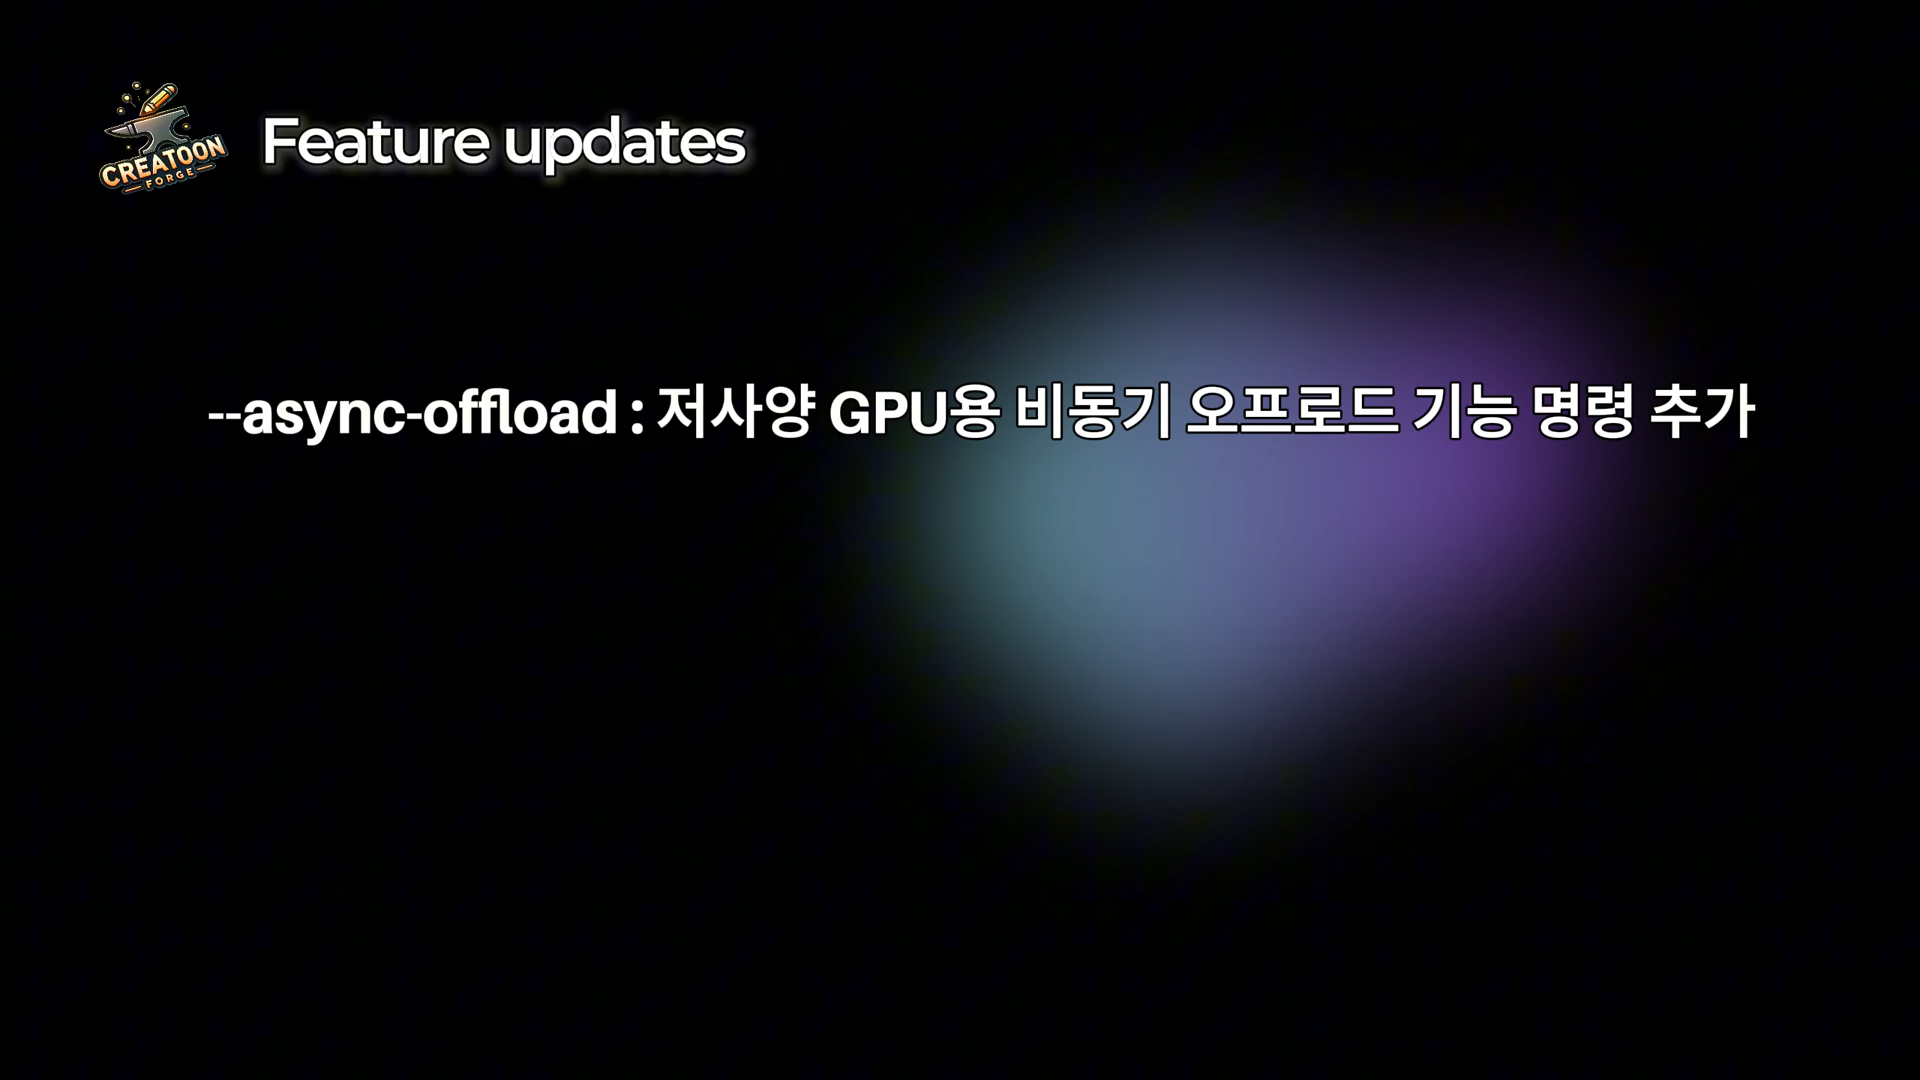 CREATOON
FORGE
Feature updates
--async-offload : 저사양 GPU용 비동기 오프로드 기능 명령 추가